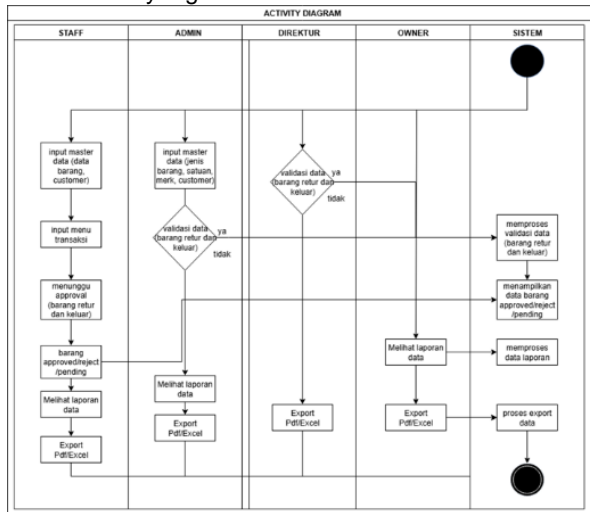 ACTIVITY DIAGRAM
STAFF
ADMIN
DIREKTUR
OWNER
SISTEM
input master
data (data
barang,
customer)
input menu
transaksi
menunggu
approval
(barang retur
dan keluar)
barang
approved/reject
/pending
Melihat laporan
data
Export
Pdf/Excel
input master
data (jenis
barang, satuan,
merk, customer)
validasi data
(barang retur dan
keluar)
ya
tidak
Melihat laporan
data
Export
Pdf/Excel
validasi data
(barang retur dan
keluar)
ya
tidak
Export
Pdf/Excel
Melihat laporan
data
Export
Pdf/Excel
memproses
validasi data
(barang retur
dan keluar)
menampilkan
data barang
approved/reject
/pending
memproses
data laporan
proses export
data